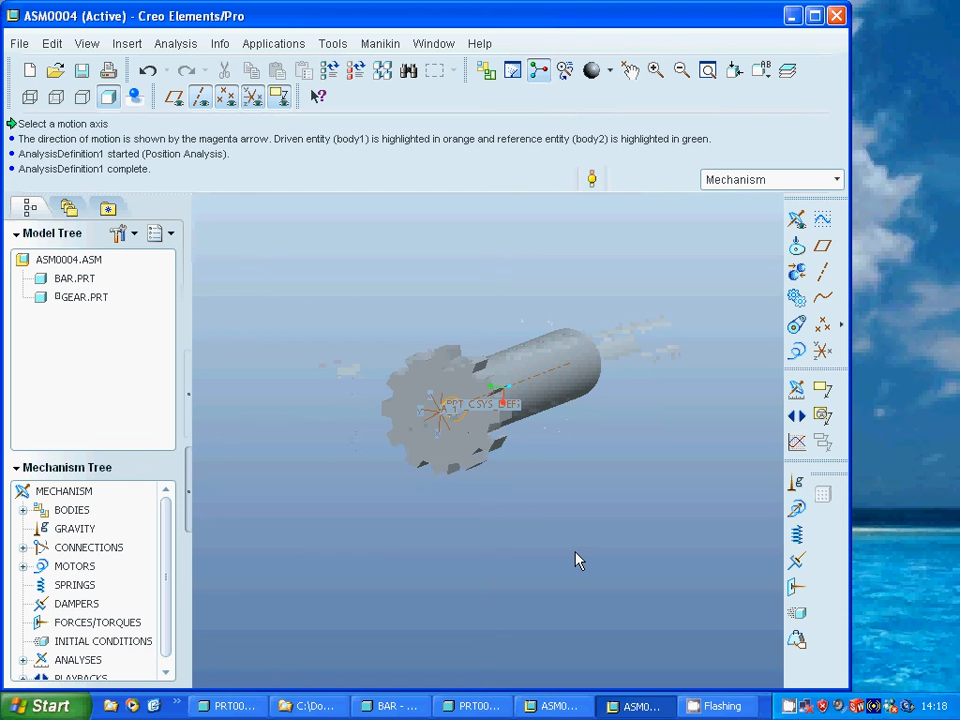 ASM0004 (Active) - Creo Elements/Pro
File Edit View Insert Analysis Info Applications Tools Manikin Window Help
Select a motion axis
The direction of motion is shown by the magenta arrow. Driven entity (body1) is highlighted in orange and reference entity (body2) is highlighted in green.
AnalysisDefinition1 started (Position Analysis).
AnalysisDefinition1 complete.
Mechanism
Model Tree
ASM0004.ASM
BAR.PRT
GEAR.PRT
A_1
PRT_CSYS_DEF
Mechanism Tree
MECHANISM
BODIES
GRAVITY
CONNECTIONS
MOTORS
SPRINGS
DAMPERS
FORCES/TORQUES
INITIAL CONDITIONS
ANALYSES
PLAYBACKS
Start
PRT00...
C:\Do...
BAR - ...
PRT00...
ASM0...
ASM0...
Flashing
14:18